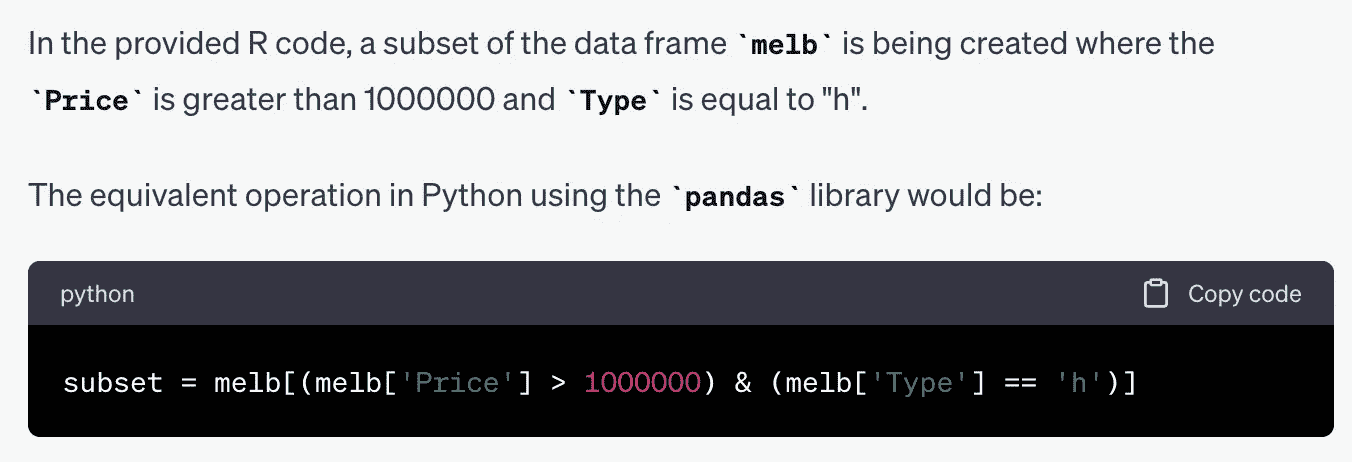 In the provided R code, a subset of the data frame `melb` is being created where the
`Price` is greater than 1000000 and `Type` is equal to "h".
The equivalent operation in Python using the `pandas` library would be:
python Copy code
subset = melb[(melb['Price'] > 1000000) & (melb['Type'] == 'h')]